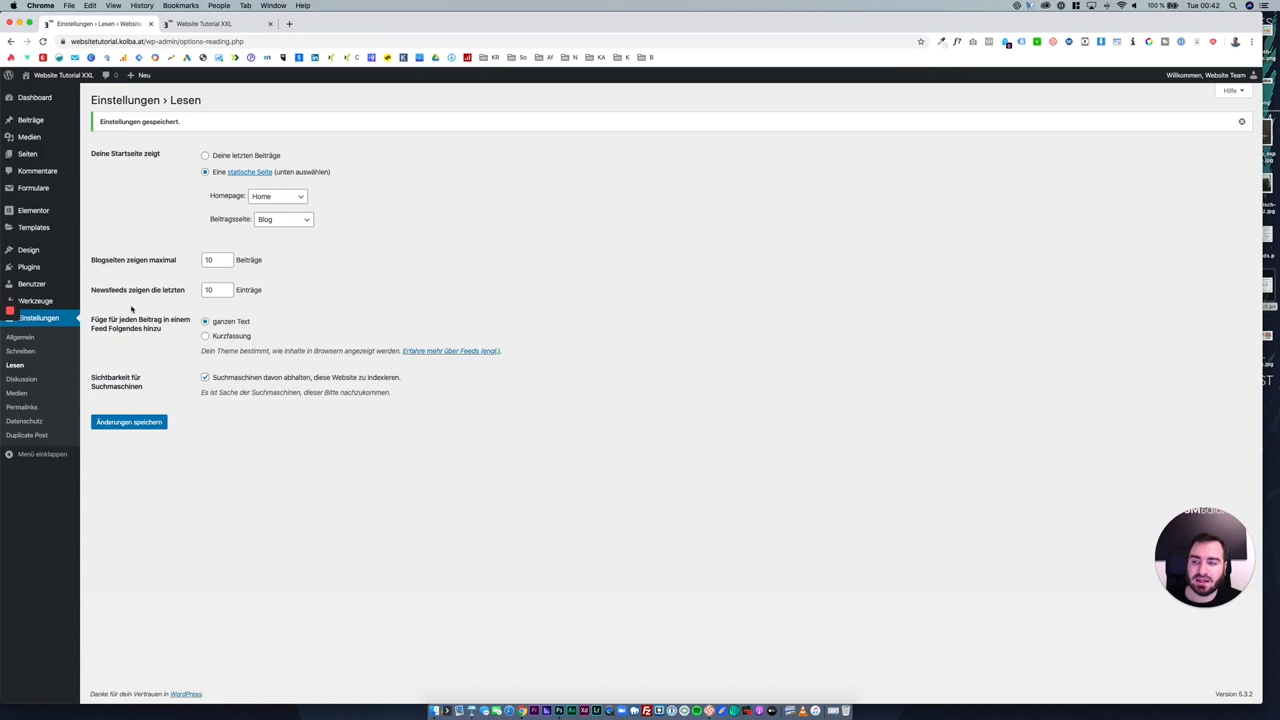 Chrome File Edit View History Bookmarks People Tab Window Help
100 % Tue 00:42
Einstellungen › Lesen ‹ Website
Website Tutorial XXL
websitetutorial.kolba.at/wp-admin/options-reading.php
C KR So Af N KA K B
Website Tutorial XXL 0 Neu
Willkommen, Website Team
Dashboard
Beiträge
Medien
Seiten
Kommentare
Formulare
Elementor
Templates
Design
Plugins
Benutzer
Werkzeuge
Einstellungen
Allgemein
Schreiben
Lesen
Diskussion
Medien
Permalinks
Datenschutz
Duplicate Post
Menü einklappen
Einstellungen › Lesen
Hilfe
Einstellungen gespeichert.
Deine Startseite zeigt
Deine letzten Beiträge
Eine statische Seite (unten auswählen)
Homepage: Home
Beitragsseite: Blog
Blogseiten zeigen maximal 10 Beiträge
Newsfeeds zeigen die letzten 10 Einträge
Füge für jeden Beitrag in einem
Feed Folgendes hinzu
ganzen Text
Kurzfassung
Dein Theme bestimmt, wie Inhalte in Browsern angezeigt werden. Erfahre mehr über Feeds (engl.).
Sichtbarkeit für
Suchmaschinen
Suchmaschinen davon abhalten, diese Website zu indexieren.
Es ist Sache der Suchmaschinen, dieser Bitte nachzukommen.
Änderungen speichern
Danke für dein Vertrauen in WordPress.
Version 5.3.2